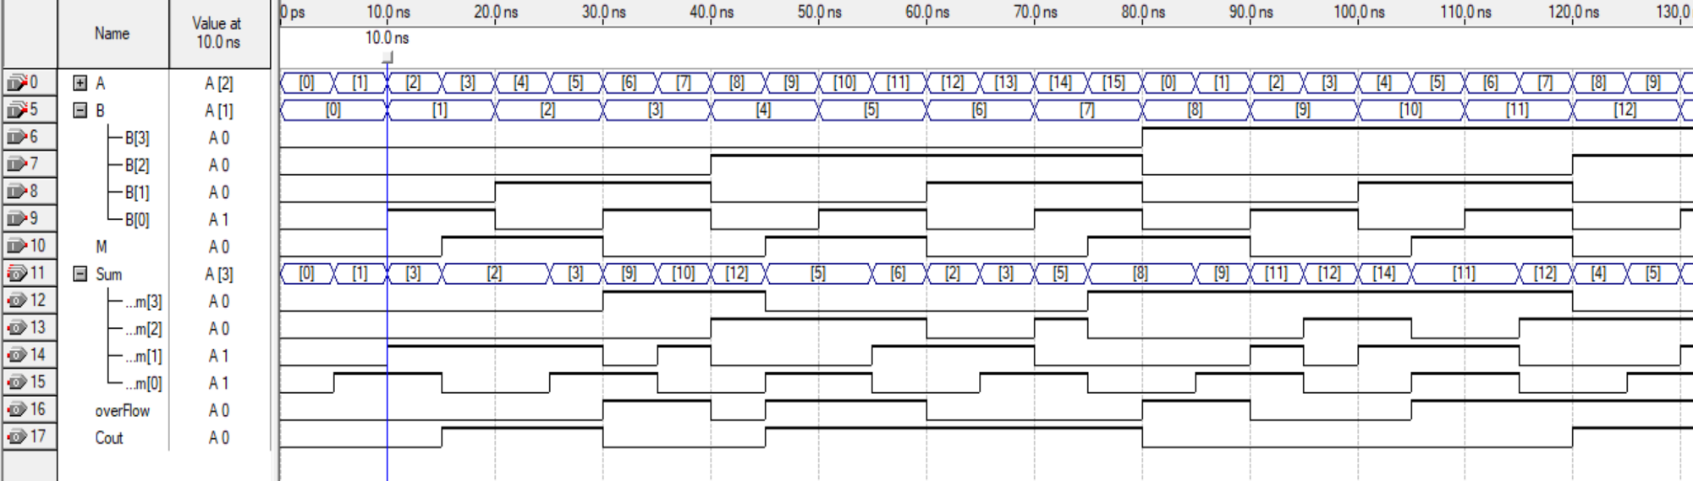 Name Value at 10.0 ns 0 ps 10.0 ns 20.0 ns 30.0 ns 40.0 ns 50.0 ns 60.0 ns 70.0 ns 80.0 ns 90.0 ns 100.0 ns 110.0 ns 120.0 ns 130.0
10.0 ns
0 A A [2] [0] [1] [2] [3] [4] [5] [6] [7] [8] [9] [10] [11] [12] [13] [14] [15] [0] [1] [2] [3] [4] [5] [6] [7] [8] [9]
5 B A [1] [0] [1] [2] [3] [4] [5] [6] [7] [8] [9] [10] [11] [12]
6 B[3] A 0
7 B[2] A 0
8 B[1] A 0
9 B[0] A 1
10 M A 0
11 Sum A [3] [0] [1] [3] [2] [3] [9] [10] [12] [5] [6] [2] [3] [5] [8] [9] [11] [12] [14] [11] [12] [4] [5]
12 ...m[3] A 0
13 ...m[2] A 0
14 ...m[1] A 1
15 ...m[0] A 1
16 overFlow A 0
17 Cout A 0